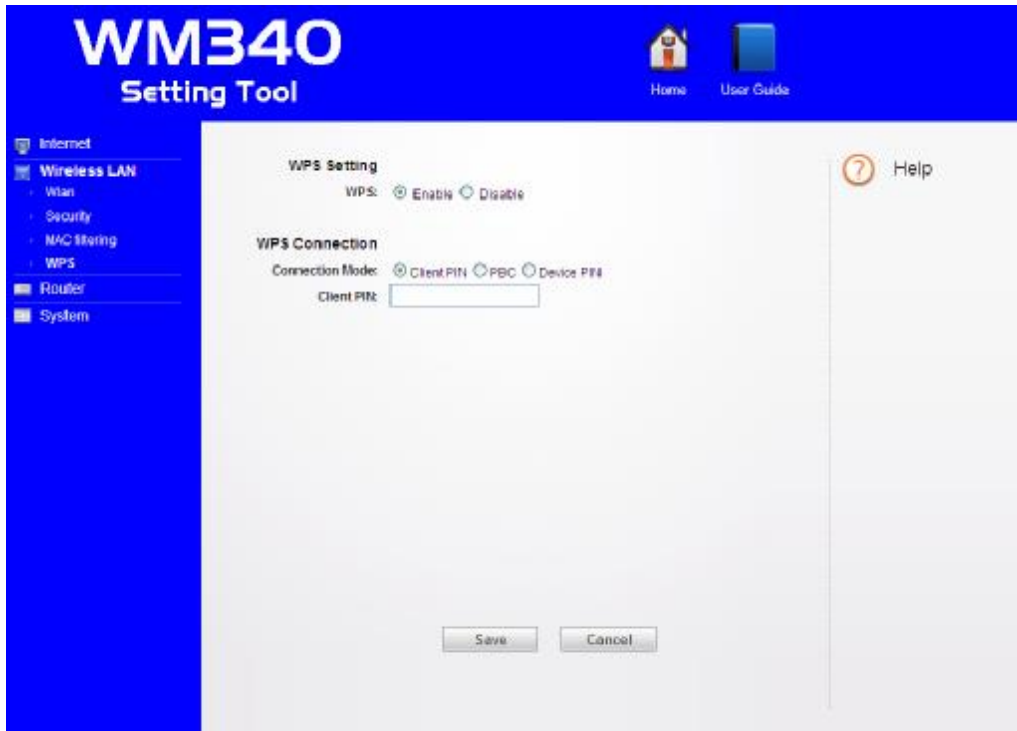 WM340
Setting Tool
Home
User Guide
Internet
Wireless LAN
Wlan
Security
MAC filtering
WPS
Router
System
WPS Setting
WPS: Enable Disable
WPS Connection
Connection Mode: Client PIN PBC Device PIN
Client PIN:
Save Cancel
? Help